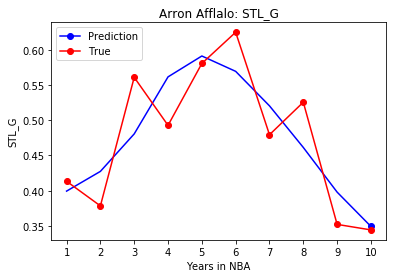 Arron Afflalo: STL_G
Prediction
True
STL_G
0.60
0.55
0.50
0.45
0.40
0.35
1 2 3 4 5 6 7 8 9 10
Years in NBA